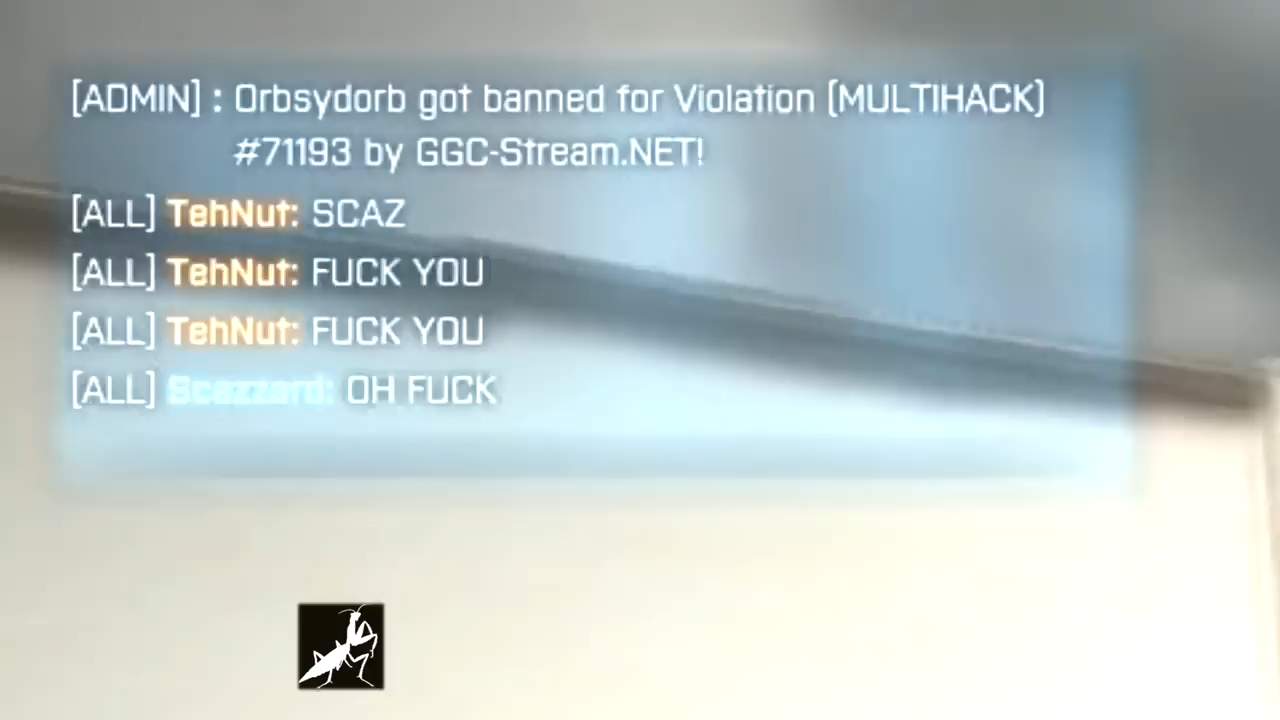 [ADMIN] : Orbsydorb got banned for Violation (MULTIHACK)
#71193 by GGC-Stream.NET!
[ALL] TehNut: SCAZ
[ALL] TehNut: FUCK YOU
[ALL] TehNut: FUCK YOU
[ALL] Scazzard: OH FUCK